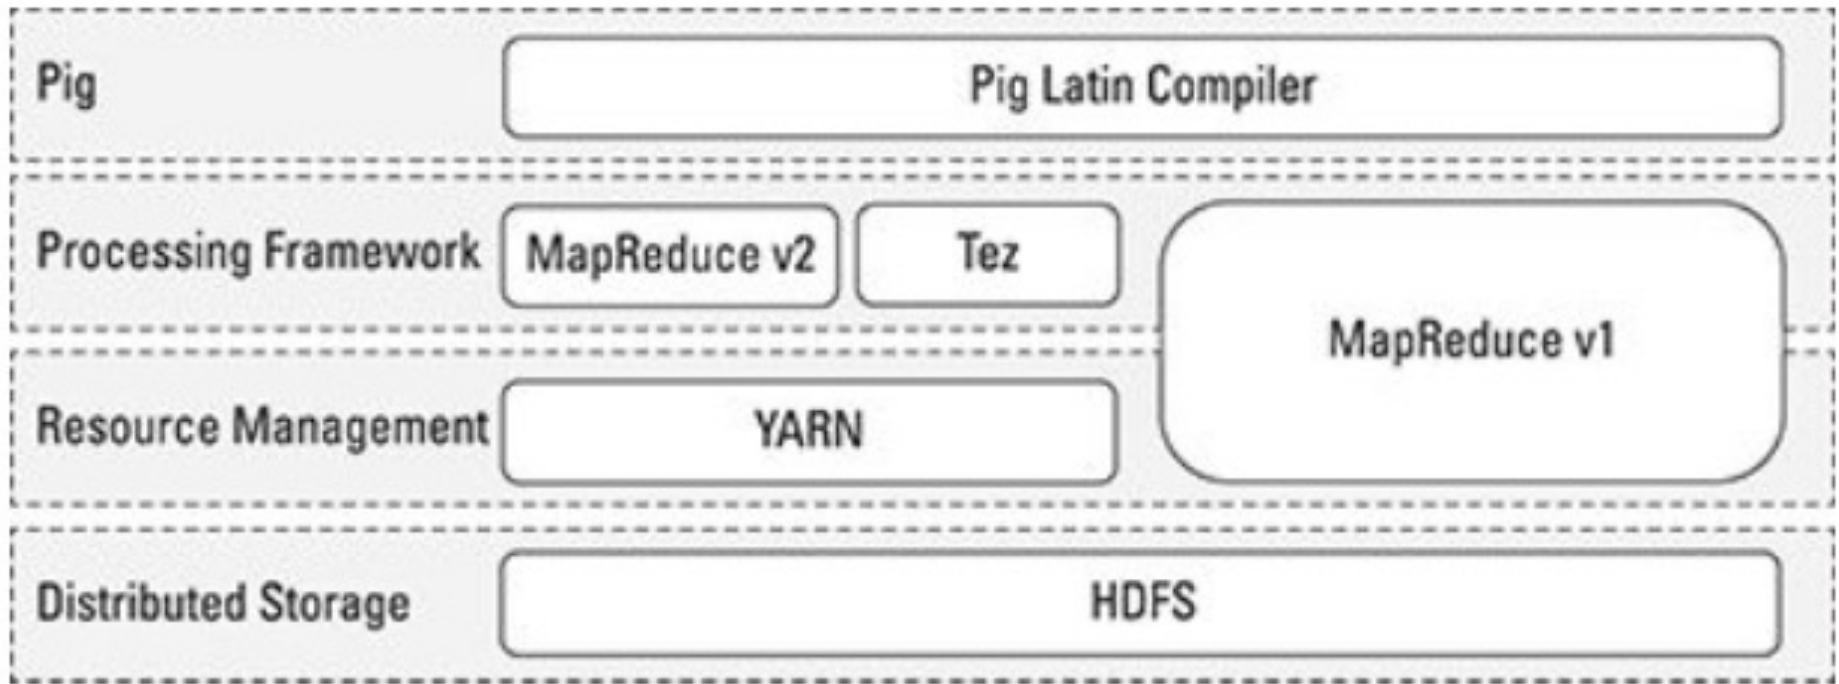 Pig
Pig Latin Compiler
Processing Framework
MapReduce v2
Tez
MapReduce v1
Resource Management
YARN
Distributed Storage
HDFS